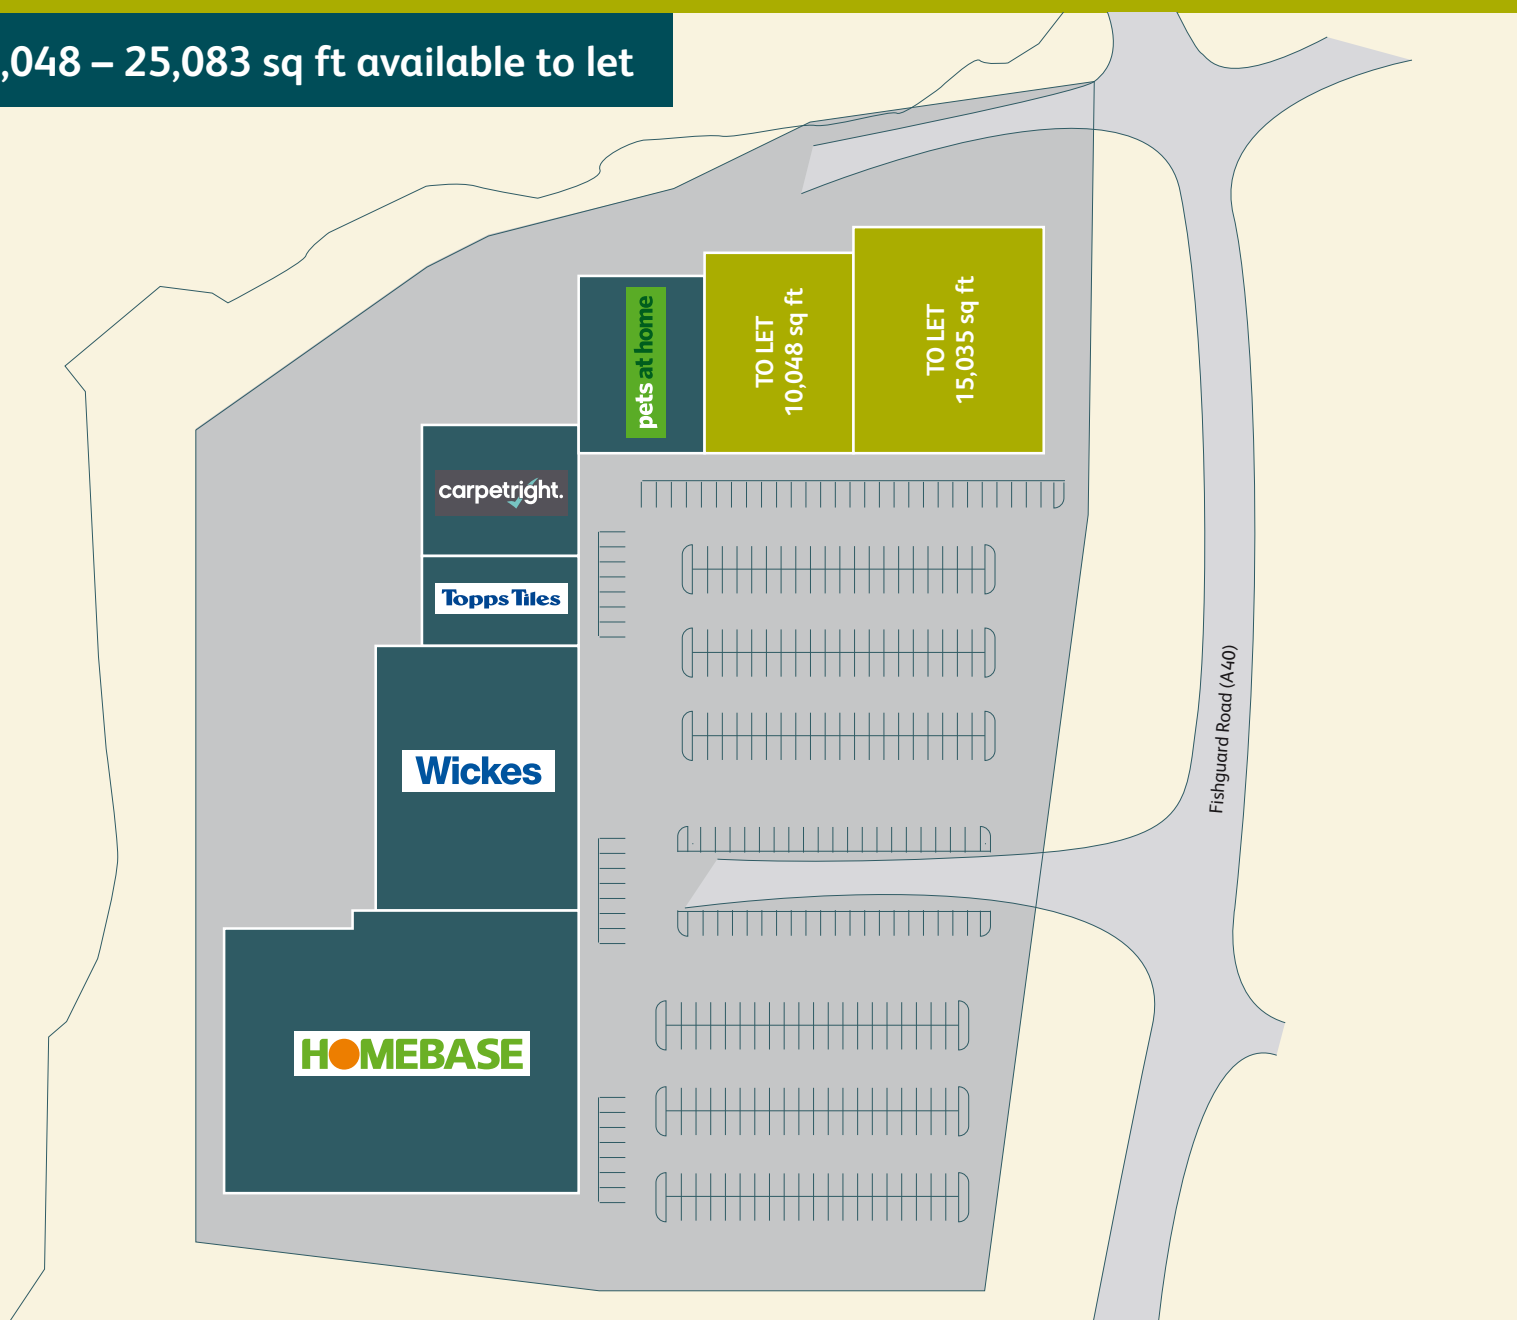 ,048 – 25,083 sq ft available to let
pets at home
TO LET
10,048 sq ft
TO LET
15,035 sq ft
carpetright.
Topps Tiles
Wickes
HOMEBASE
Fishguard Road (A40)